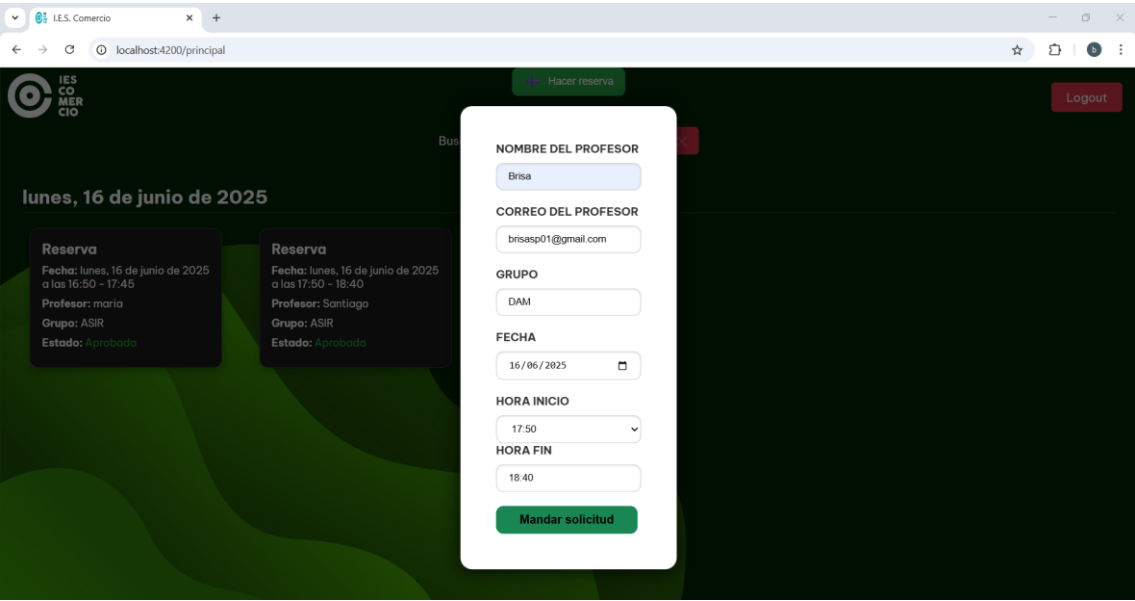 I.E.S. Comercio
localhost:4200/principal
b
IES
CO
MER
CIO
Hacer reserva
Logout
Bus
lunes, 16 de junio de 2025
Reserva
Fecha: lunes, 16 de junio de 2025
a las 16:50 - 17:45
Profesor: maria
Grupo: ASIR
Estado: Aprobada
Reserva
Fecha: lunes, 16 de junio de 2025
a las 17:50 - 18:40
Profesor: Santiago
Grupo: ASIR
Estado: Aprobada
NOMBRE DEL PROFESOR
Brisa
CORREO DEL PROFESOR
brisasp01@gmail.com
GRUPO
DAM
FECHA
16/06/2025
HORA INICIO
17:50
HORA FIN
18:40
Mandar solicitud